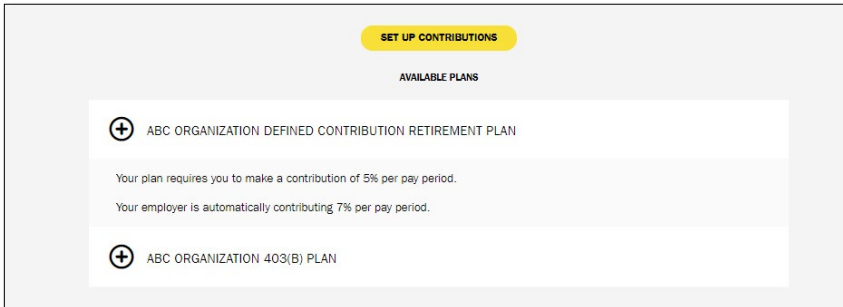 SET UP CONTRIBUTIONS
AVAILABLE PLANS
ABC ORGANIZATION DEFINED CONTRIBUTION RETIREMENT PLAN
Your plan requires you to make a contribution of 5% per pay period.
Your employer is automatically contributing 7% per pay period.
ABC ORGANIZATION 403(B) PLAN